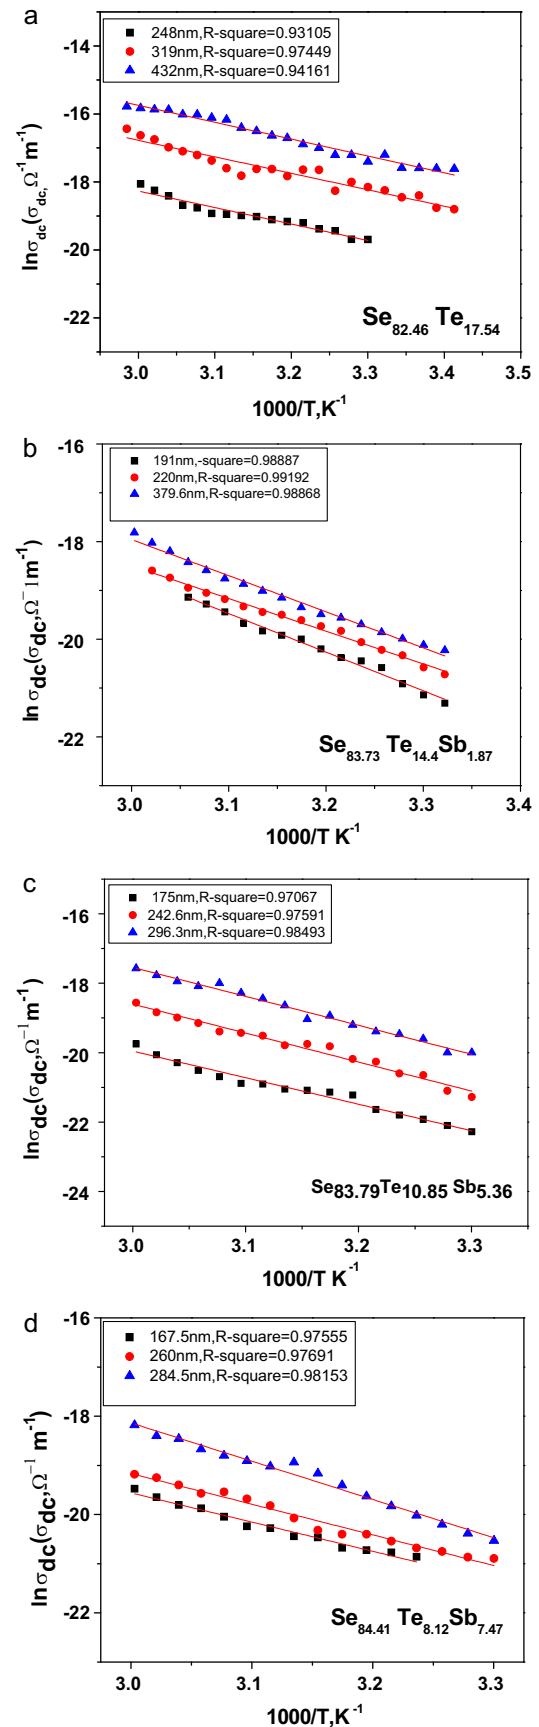 a
-14
248nm,R-square=0.93105
319nm,R-square=0.97449
432nm,R-square=0.94161
-16
-18
-20
-22
lnσdc(σdc,Ω-1m-1)
Se82.46 Te17.54
3.0 3.1 3.2 3.3 3.4 3.5
1000/T,K-1
b
-16
191nm,-square=0.98887
220nm,R-square=0.99192
379.6nm,R-square=0.98868
-18
-20
-22
ln σdc(σdc,Ω-1m-1)
Se83.73 Te14.4Sb1.87
3.0 3.1 3.2 3.3 3.4
1000/T K-1
c
175nm,R-square=0.97067
242.6nm,R-square=0.97591
296.3nm,R-square=0.98493
-16
-18
-20
-22
-24
lnσdc(σdc,Ω-1m-1)
Se83.79Te10.85 Sb5.36
3.0 3.1 3.2 3.3
1000/T K-1
d
-16
167.5nm,R-square=0.97555
260nm,R-square=0.97691
284.5nm,R-square=0.98153
-18
-20
-22
lnσdc(σdc,Ω-1 m-1)
Se84.41 Te8.12Sb7.47
3.0 3.1 3.2 3.3
1000/T,K-1